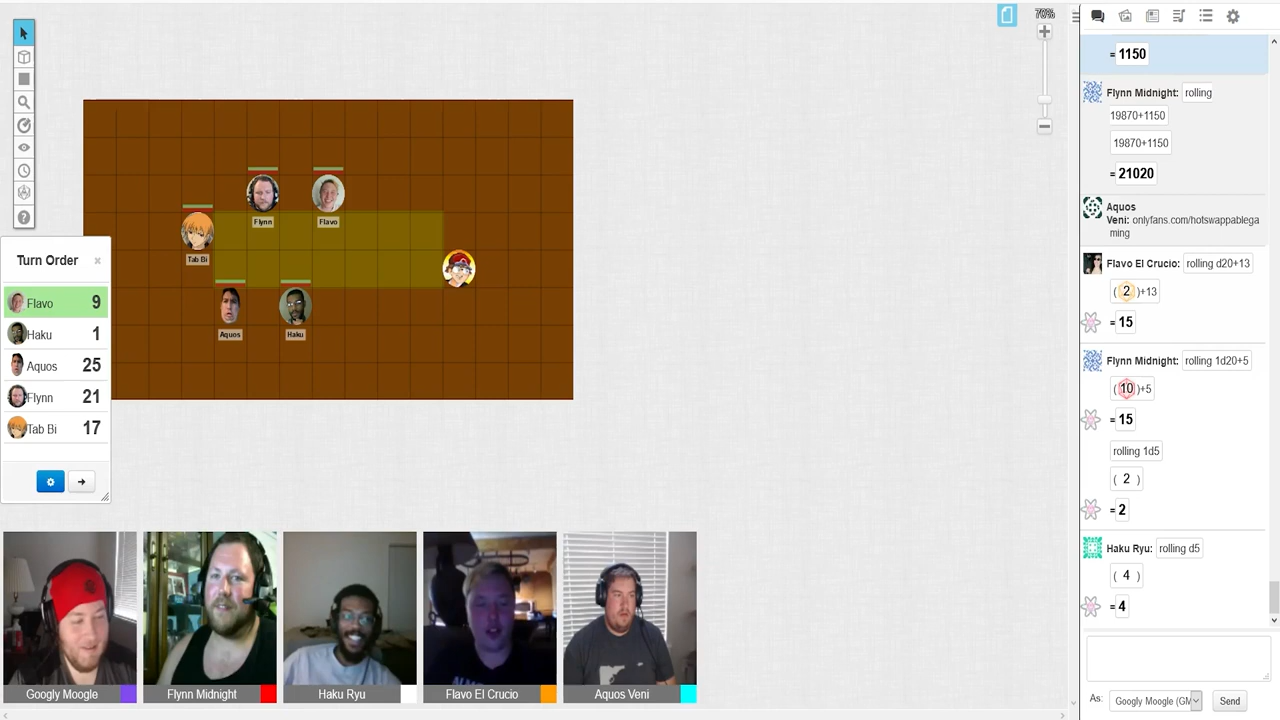 70%
= 1150
Flynn Midnight: rolling
19870+1150
19870+1150
= 21020
Aquos
Veni: onlyfans.com/hotswappablega
ming
Flavo El Crucio: rolling d20+13
( 2 )+13
= 15
Flynn Midnight: rolling 1d20+5
( 10 )+5
= 15
rolling 1d5
( 2 )
= 2
Haku Ryu: rolling d5
( 4 )
= 4
As: Googly Moogle (GM
Send
Flynn
Flavo
Tab Bi
Aquos
Haku
Turn Order ×
Flavo 9
Haku 1
Aquos 25
Flynn 21
Tab Bi 17
Googly Moogle
Flynn Midnight
Haku Ryu
Flavo El Crucio
Aquos Veni